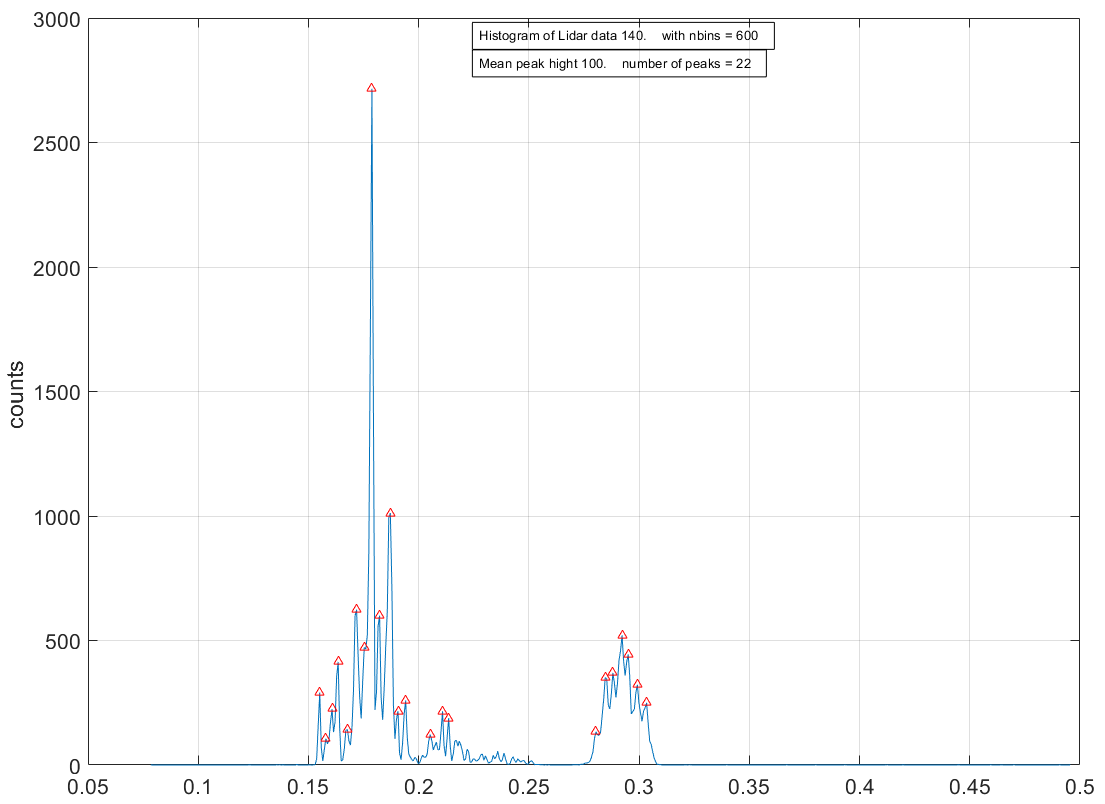 3000
Histogram of Lidar data 140. with nbins = 600
Mean peak hight 100. number of peaks = 22
2500
2000
1500
counts
1000
500
0
0.05 0.1 0.15 0.2 0.25 0.3 0.35 0.4 0.45 0.5